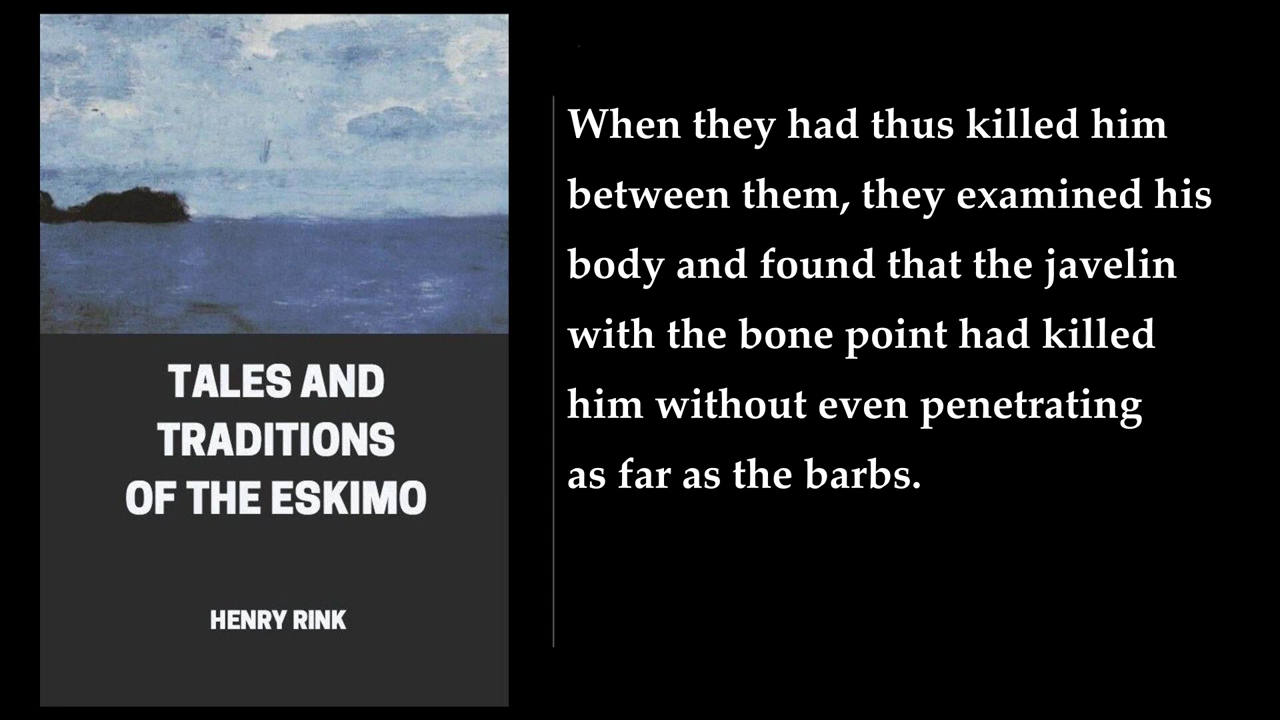 TALES AND
TRADITIONS
OF THE ESKIMO
HENRY RINK
When they had thus killed him
between them, they examined his
body and found that the javelin
with the bone point had killed
him without even penetrating
as far as the barbs.